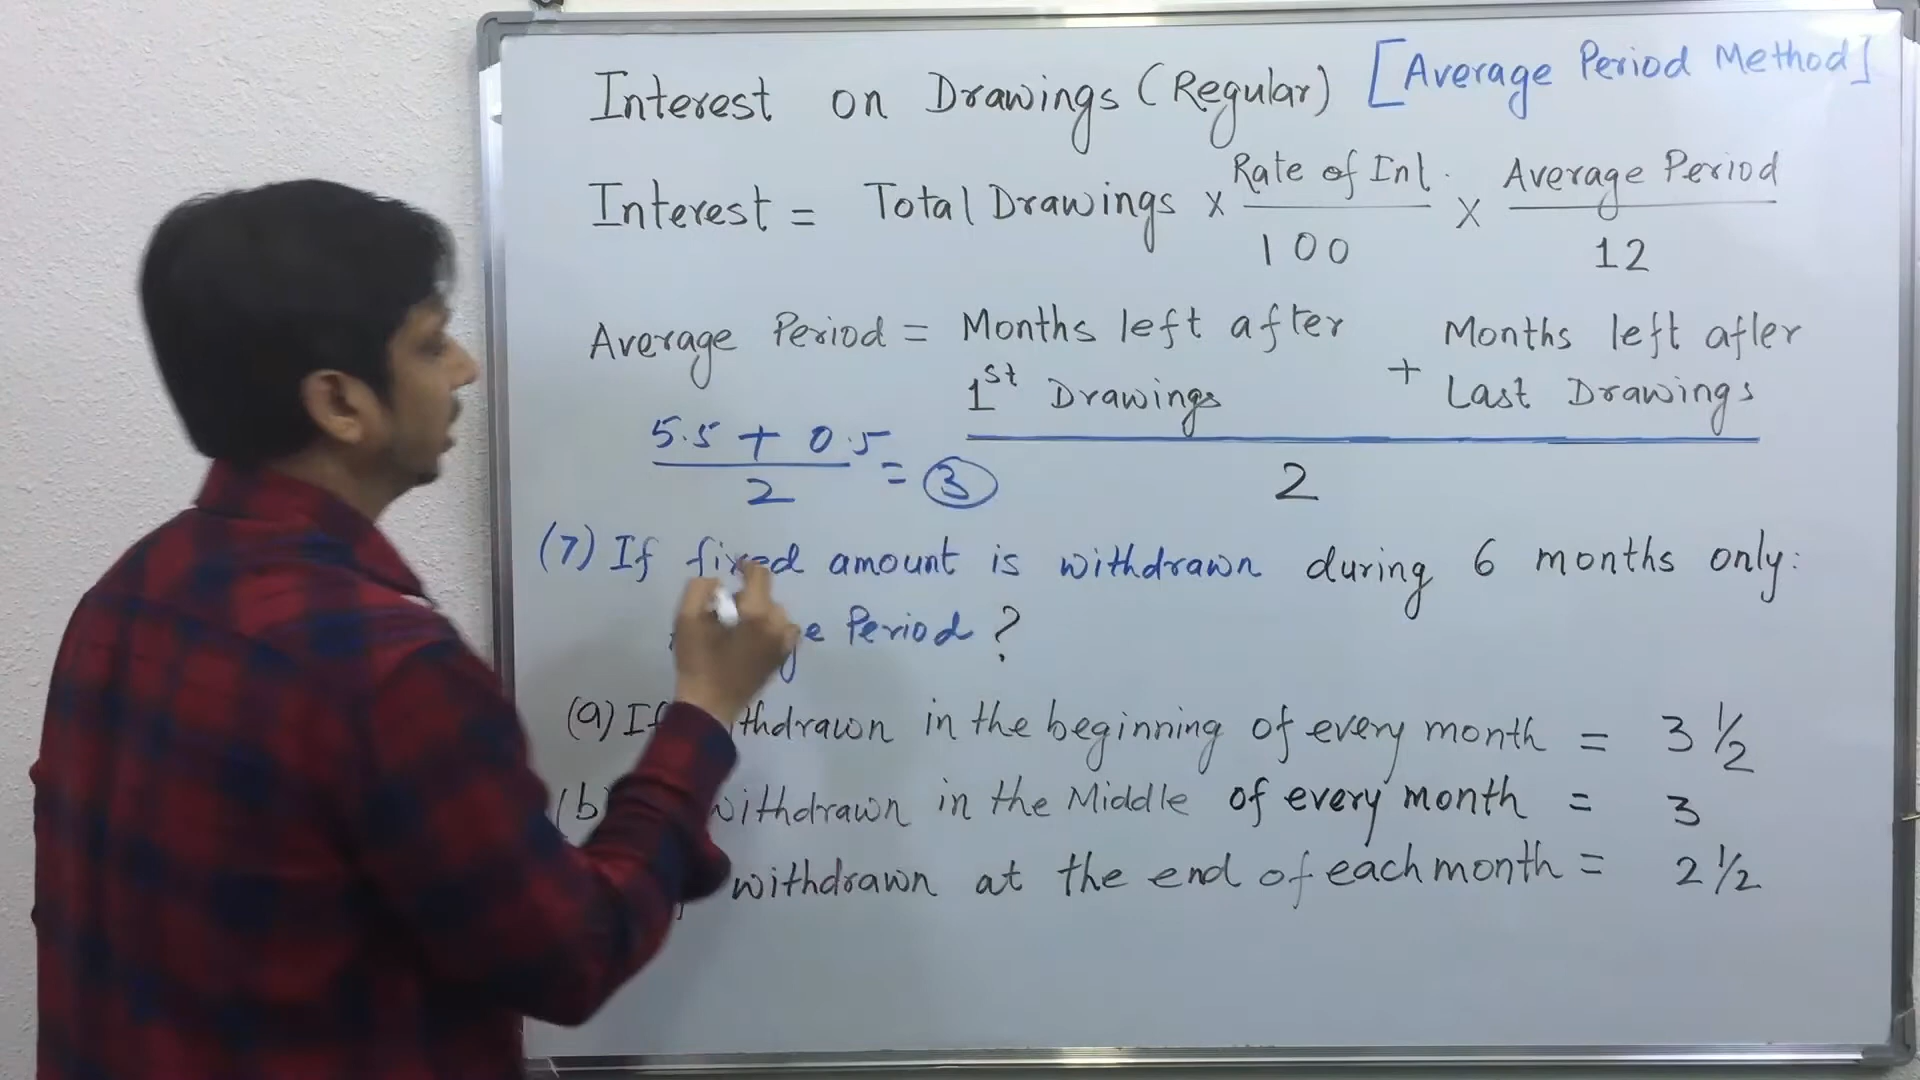 Interest on Drawings (Regular) [Average Period Method]
Interest = Total Drawings x Rate of Int. / 100 x Average Period / 12
Average Period = Months left after 1st Drawings + Months left after Last Drawings
2
5.5 + 0.5 / 2 = 3
(7) If fixed amount is withdrawn during 6 months only:
Period ?
(a) If withdrawn in the beginning of every month = 3 1/2
(b) withdrawn in the Middle of every month = 3
withdrawn at the end of each month = 2 1/2